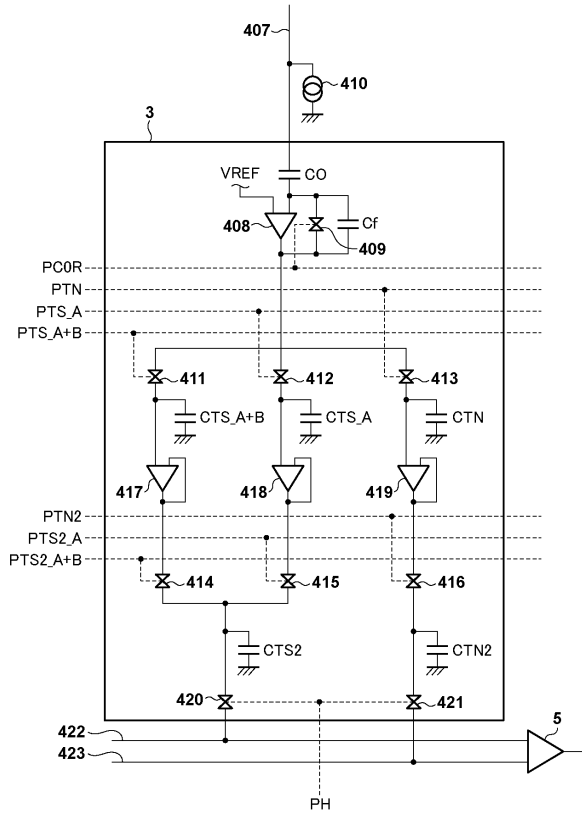 407
410
3
CO
VREF
408
Cf
409
PC0R
PTN
PTS_A
PTS_A+B
411
412
413
CTS_A+B
CTS_A
CTN
417
418
419
PTN2
PTS2_A
PTS2_A+B
414
415
416
CTS2
CTN2
420
421
422
423
5
PH